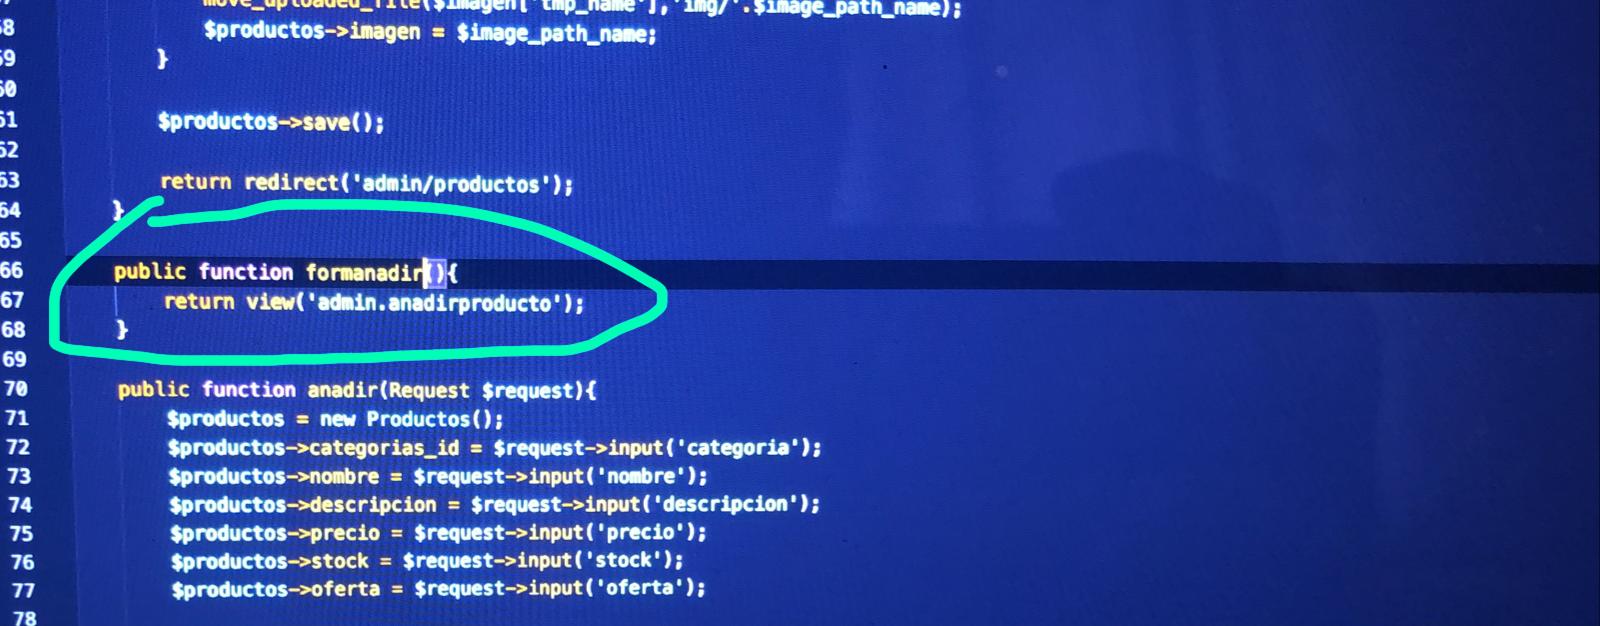 move_uploaded_file($imagen['tmp_name'],'img/'.$image_path_name);
58 $productos->imagen = $image_path_name;
59 }
60
61 $productos->save();
62
63 return redirect('admin/productos');
64 }
65
66 public function formanadir(){
67 return view('admin.anadirproducto');
68 }
69
70 public function anadir(Request $request){
71 $productos = new Productos();
72 $productos->categorias_id = $request->input('categoria');
73 $productos->nombre = $request->input('nombre');
74 $productos->descripcion = $request->input('descripcion');
75 $productos->precio = $request->input('precio');
76 $productos->stock = $request->input('stock');
77 $productos->oferta = $request->input('oferta');
78